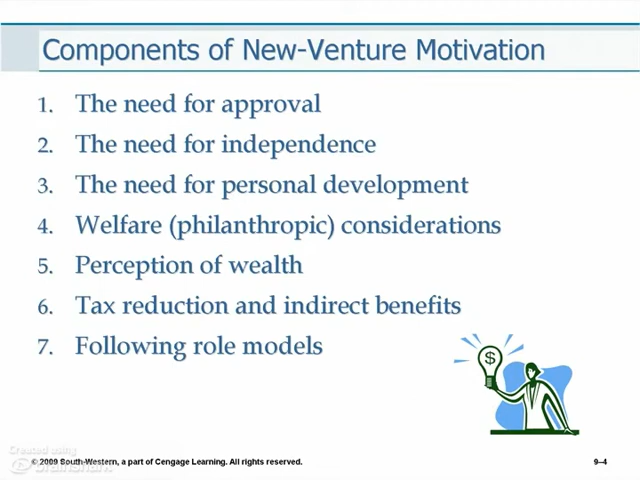 Components of New-Venture Motivation
1. The need for approval
2. The need for independence
3. The need for personal development
4. Welfare (philanthropic) considerations
5. Perception of wealth
6. Tax reduction and indirect benefits
7. Following role models
$
Created using
© 2009 South-Western, a part of Cengage Learning. All rights reserved.
9–4